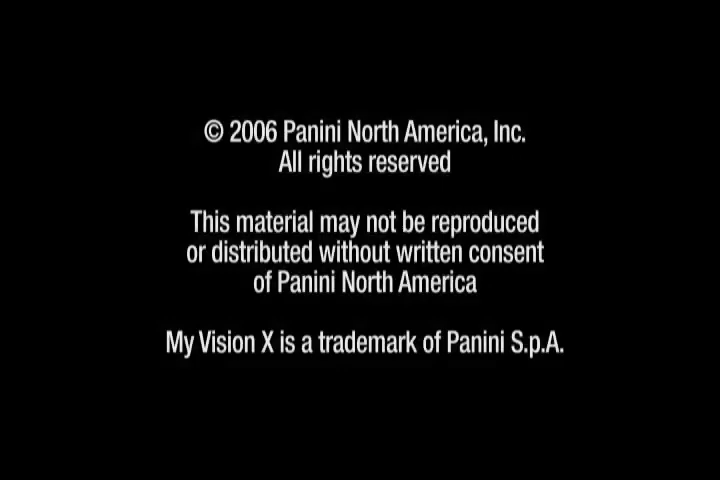 © 2006 Panini North America, Inc.
All rights reserved
This material may not be reproduced
or distributed without written consent
of Panini North America
My Vision X is a trademark of Panini S.p.A.